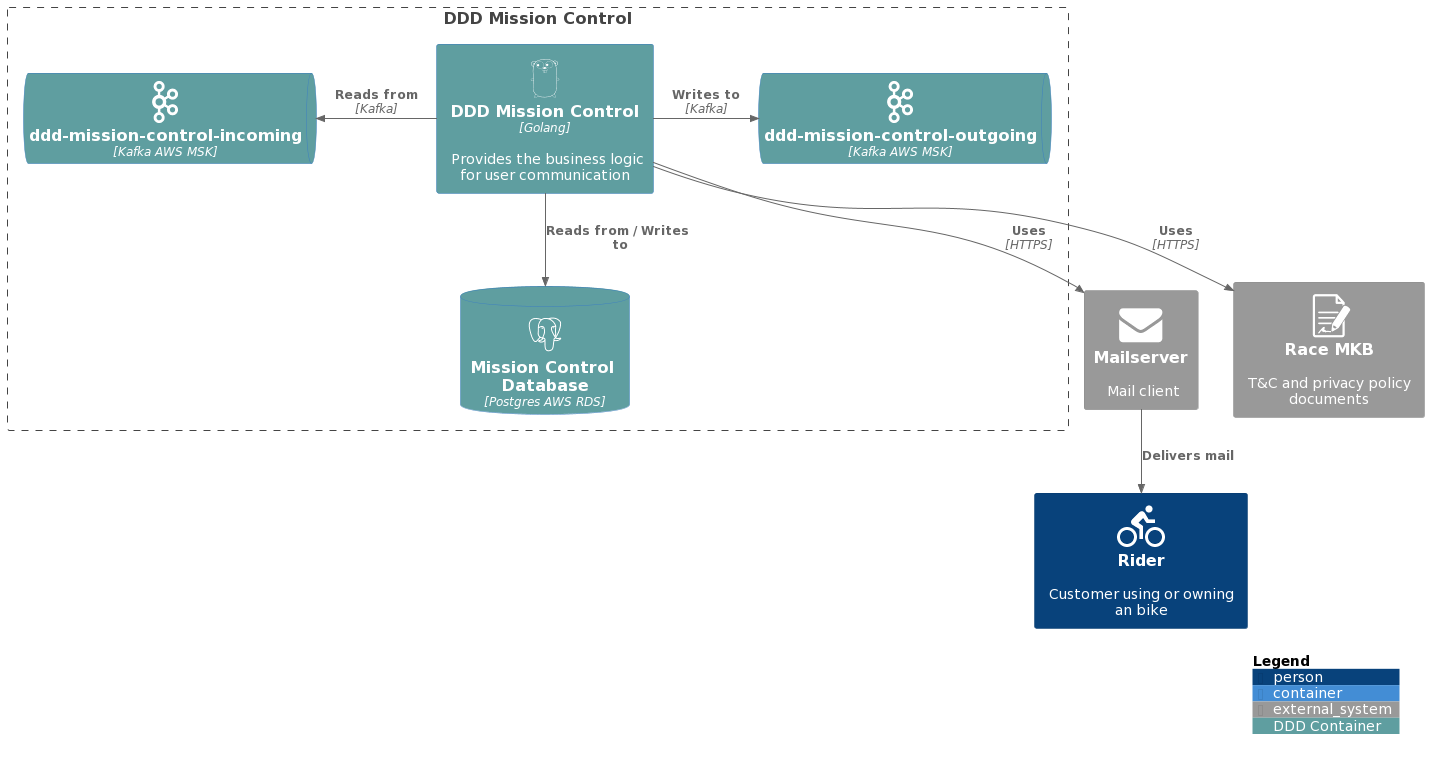 DDD Mission Control
ddd-mission-control-incoming
[Kafka AWS MSK]
Reads from
[Kafka]
DDD Mission Control
[Golang]
Provides the business logic
for user communication
Writes to
[Kafka]
ddd-mission-control-outgoing
[Kafka AWS MSK]
Reads from / Writes
to
Uses
[HTTPS]
Uses
[HTTPS]
Mission Control
Database
[Postgres AWS RDS]
Mailserver
Mail client
Race MKB
T&C and privacy policy
documents
Delivers mail
Rider
Customer using or owning
an bike
Legend
person
container
external_system
DDD Container